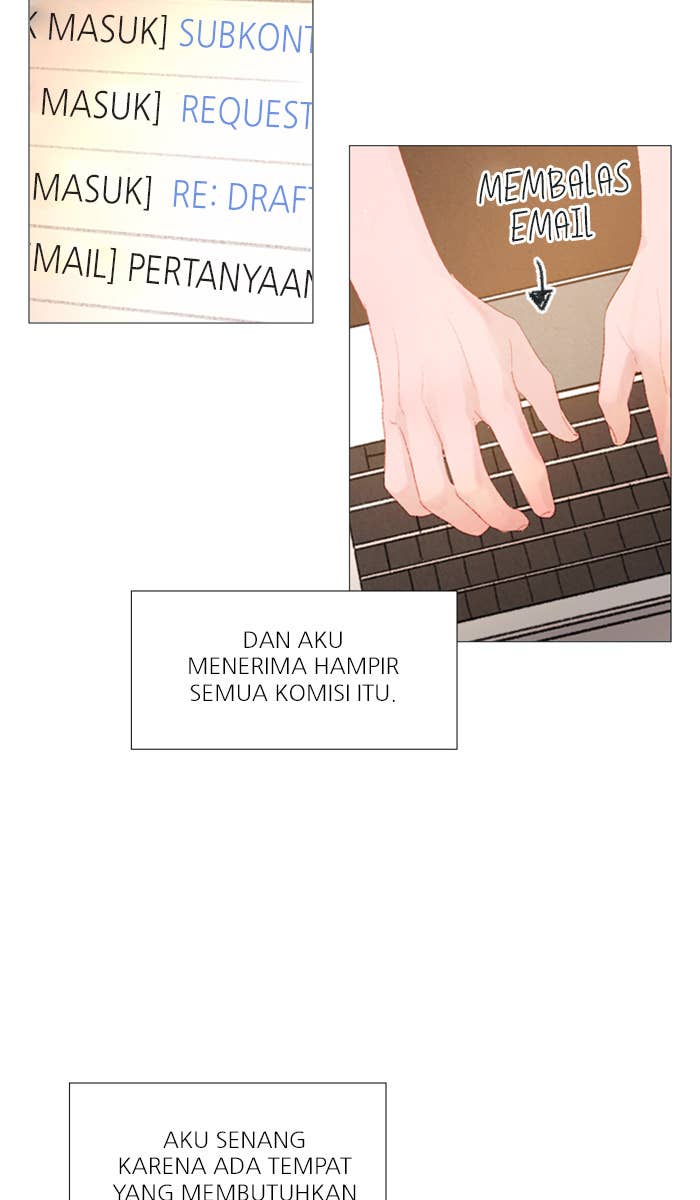 MASUK] SUBKONT
MASUK] REQUEST
MASUK] RE: DRAFT
MAIL] PERTANYAAN
MEMBALAS
EMAIL
DAN AKU
MENERIMA HAMPIR
SEMUA KOMISI ITU.
AKU SENANG
KARENA ADA TEMPAT
YANG MEMBUTUHKAN